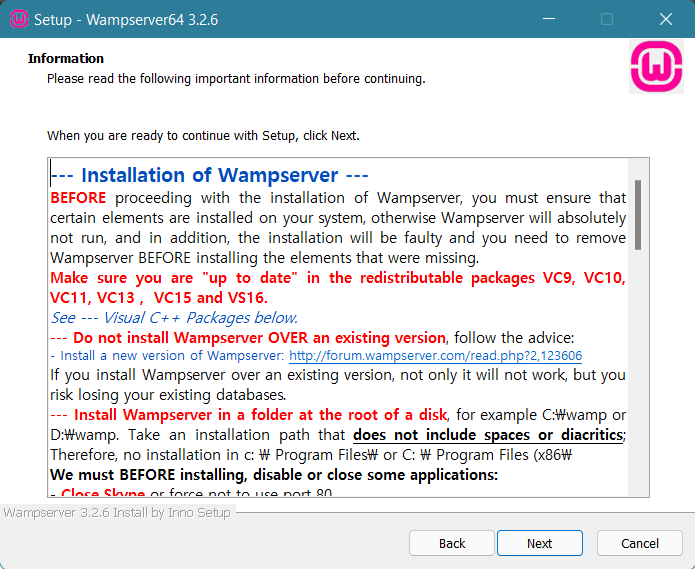 Setup - Wampserver64 3.2.6
Information
Please read the following important information before continuing.
When you are ready to continue with Setup, click Next.
--- Installation of Wampserver ---
BEFORE proceeding with the installation of Wampserver, you must ensure that
certain elements are installed on your system, otherwise Wampserver will absolutely
not run, and in addition, the installation will be faulty and you need to remove
Wampserver BEFORE installing the elements that were missing.
Make sure you are "up to date" in the redistributable packages VC9, VC10,
VC11, VC13 , VC15 and VS16.
See --- Visual C++ Packages below.
--- Do not install Wampserver OVER an existing version, follow the advice:
- Install a new version of Wampserver: http://forum.wampserver.com/read.php?2,123606
If you install Wampserver over an existing version, not only it will not work, but you
risk losing your existing databases.
--- Install Wampserver in a folder at the root of a disk, for example C:₩wamp or
D:₩wamp. Take an installation path that does not include spaces or diacritics;
Therefore, no installation in c: ₩ Program Files₩ or C: ₩ Program Files (x86₩
We must BEFORE installing, disable or close some applications:
- Close Skype or force not to use port 80
Wampserver 3.2.6 Install by Inno Setup
Back
Next
Cancel